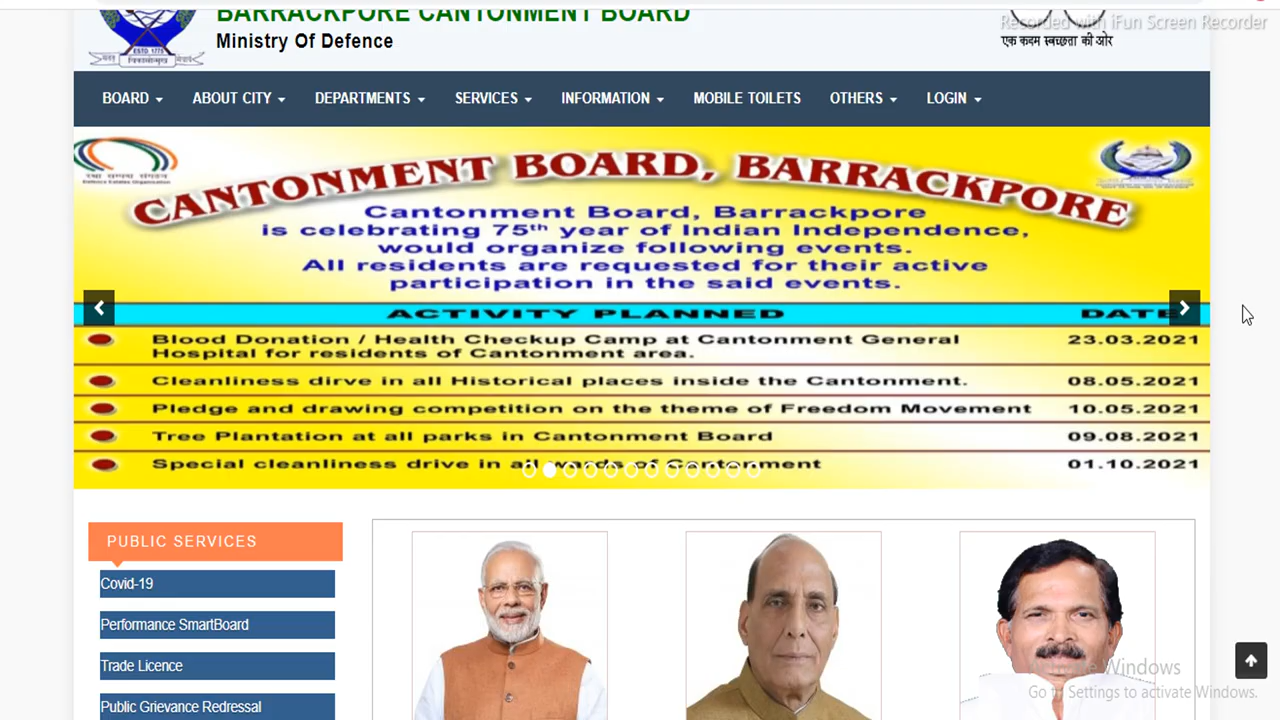 BARRACKPORE CANTONMENT BOARD
Ministry Of Defence
ESTD 1775
एक कदम स्वच्छता की ओर
Recorded with iFun Screen Recorder
BOARD
ABOUT CITY
DEPARTMENTS
SERVICES
INFORMATION
MOBILE TOILETS
OTHERS
LOGIN
CANTONMENT BOARD, BARRACKPORE
Cantonment Board, Barrackpore
is celebrating 75th year of Indian Independence,
would organize following events.
All residents are requested for their active
participation in the said events.
ACTIVITY PLANNED DATE
Blood Donation / Health Checkup Camp at Cantonment General 23.03.2021
Hospital for residents of Cantonment area.
Cleanliness dirve in all Historical places inside the Cantonment. 08.05.2021
Pledge and drawing competition on the theme of Freedom Movement 10.05.2021
Tree Plantation at all parks in Cantonment Board 09.08.2021
Special cleanliness drive in all wards of Cantonment 01.10.2021
PUBLIC SERVICES
Covid-19
Performance SmartBoard
Trade Licence
Public Grievance Redressal
Activate Windows
Go to Settings to activate Windows.